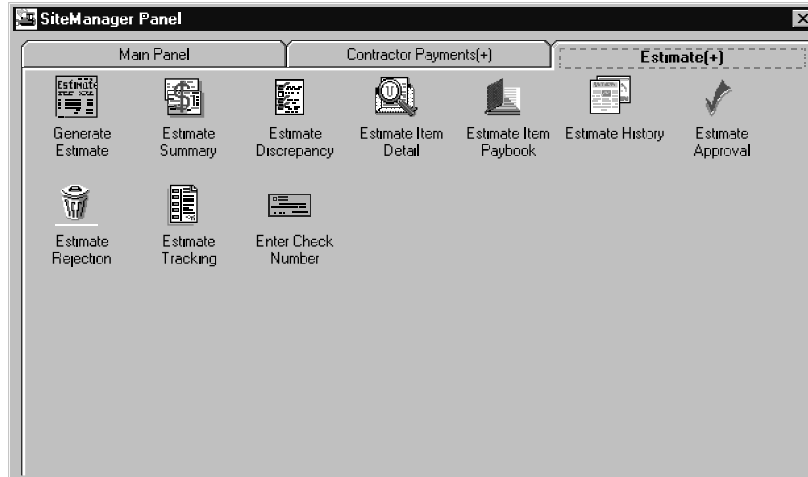 SiteManager Panel
Main Panel
Contractor Payments(+)
Estimate(+)
Estimate
Generate
Estimate
Estimate
Summary
Estimate
Discrepancy
Estimate Item
Detail
Estimate Item
Paybook
Estimate History
Estimate
Approval
Estimate
Rejection
Estimate
Tracking
Enter Check
Number